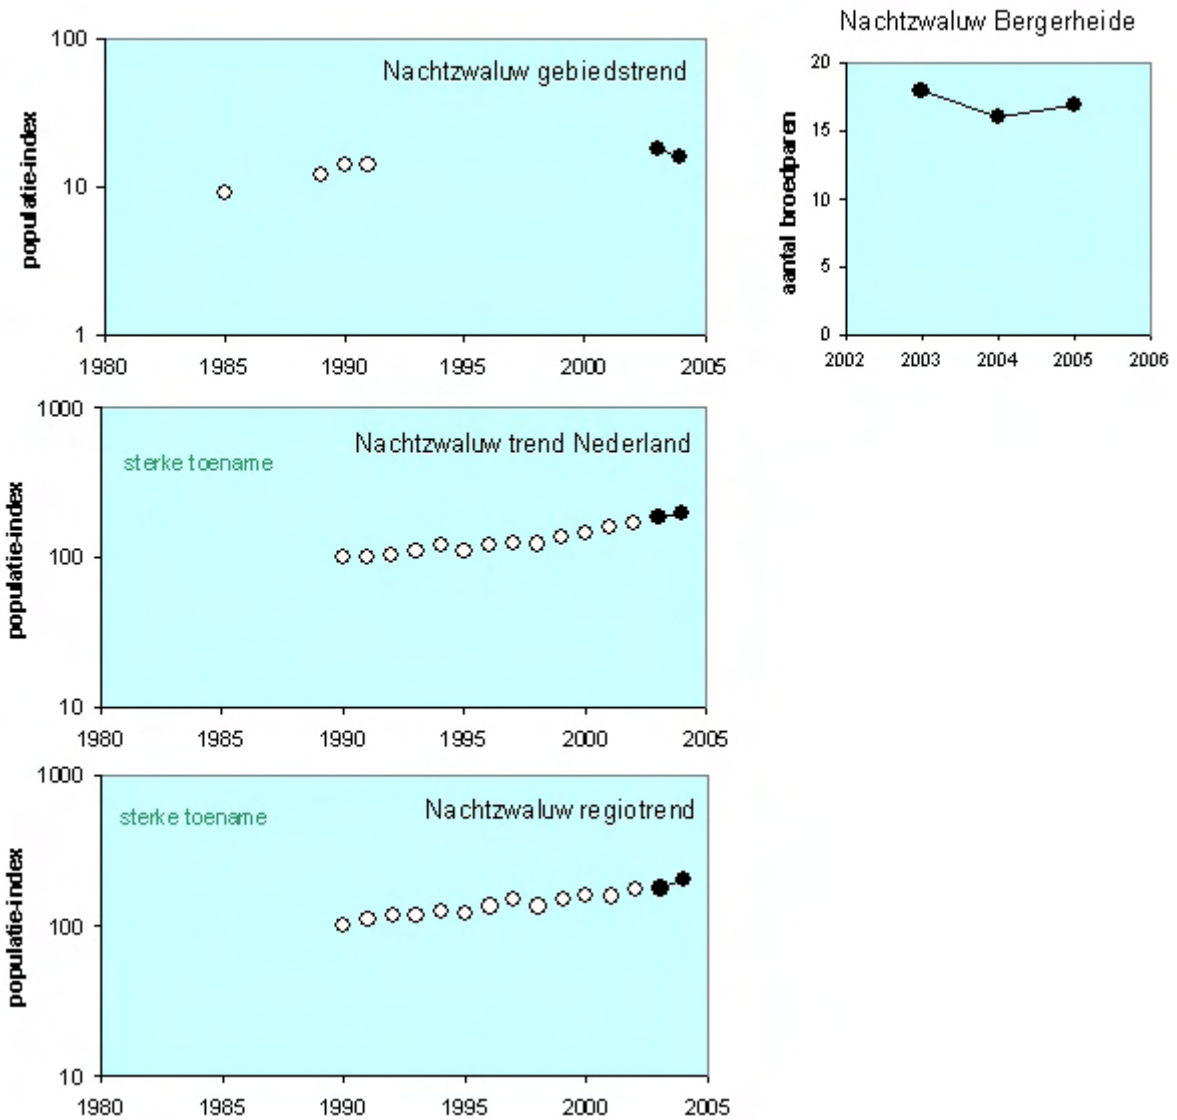 Nachtzwaluw gebiedstrend
populatie-index
100
10
1
1980 1985 1990 1995 2000 2005
Nachtzwaluw Bergerheide
aantal broedparen
20
15
10
5
0
2002 2003 2004 2005 2006
Nachtzwaluw trend Nederland
sterke toename
populatie-index
1000
100
10
1980 1985 1990 1995 2000 2005
Nachtzwaluw regiotrend
sterke toename
populatie-index
1000
100
10
1980 1985 1990 1995 2000 2005